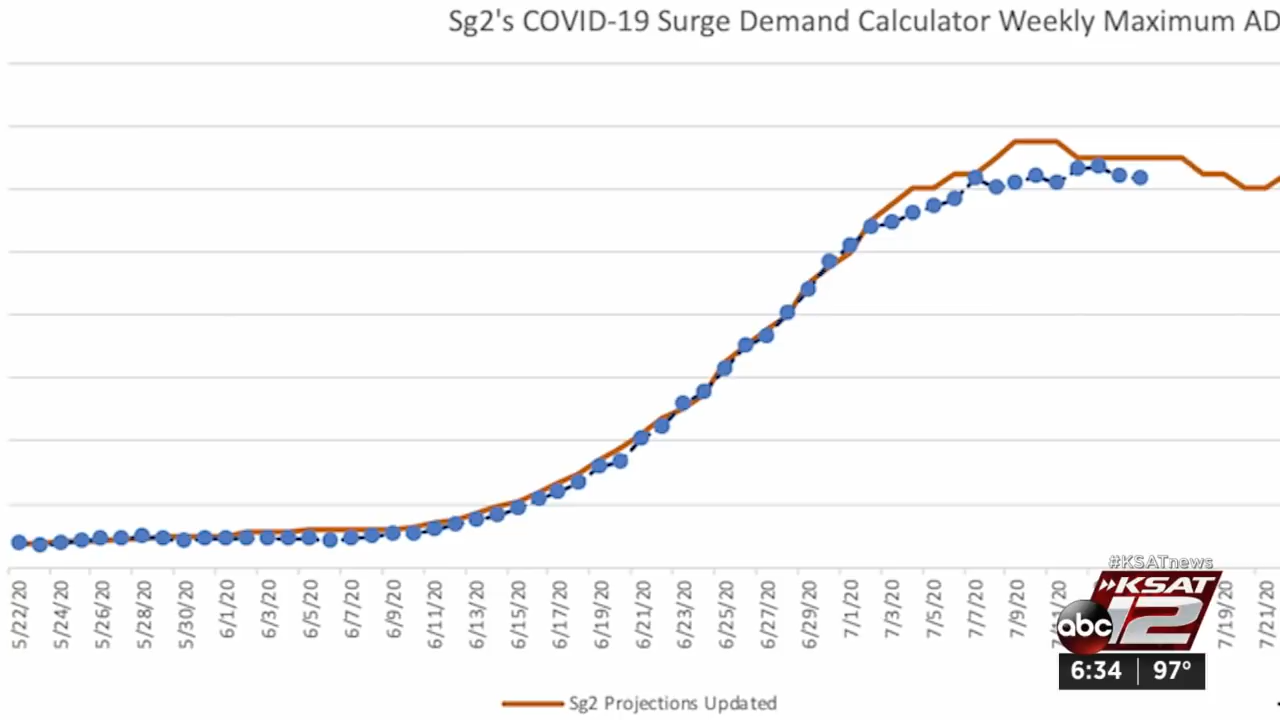 Sg2's COVID-19 Surge Demand Calculator Weekly Maximum AD
#KSATnews
KSAT
abc 12
6:34 97°
5/22/20 5/24/20 5/26/20 5/28/20 5/30/20 6/1/20 6/3/20 6/5/20 6/7/20 6/9/20 6/11/20 6/13/20 6/15/20 6/17/20 6/19/20 6/21/20 6/23/20 6/25/20 6/27/20 6/29/20 7/1/20 7/3/20 7/5/20 7/7/20 7/9/20 7/19/20 7/21/20
Sg2 Projections Updated